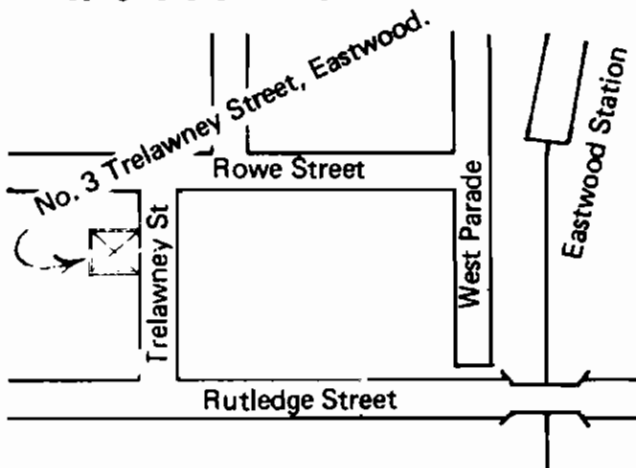 No. 3 Trelawney Street, Eastwood.
Rowe Street
Eastwood Station
West Parade
Trelawney St
Rutledge Street